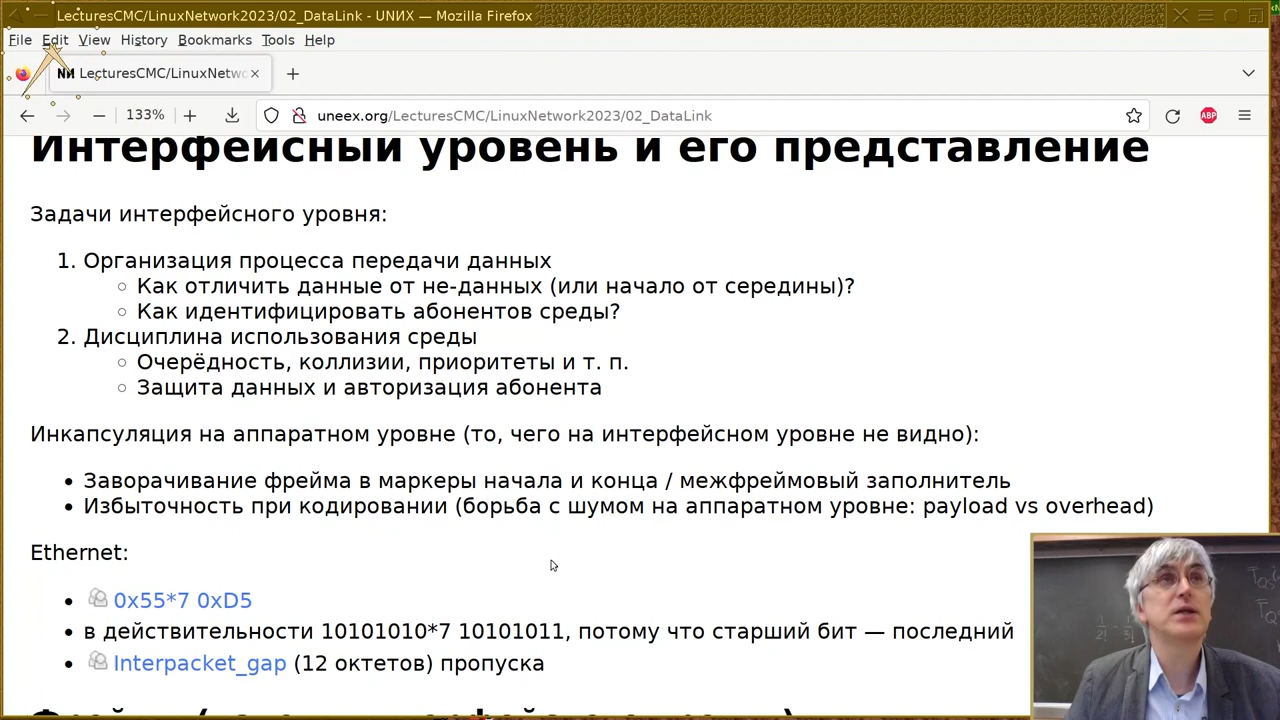 LecturesCMC/LinuxNetwork2023/02_DataLink - UNИX — Mozilla Firefox
File Edit View History Bookmarks Tools Help
LecturesCMC/LinuxNetwo
133%
uneex.org/LecturesCMC/LinuxNetwork2023/02_DataLink
ABP
Интерфейсный уровень и его представление
Задачи интерфейсного уровня:
1. Организация процесса передачи данных
Как отличить данные от не-данных (или начало от середины)?
Как идентифицировать абонентов среды?
2. Дисциплина использования среды
Очерёдность, коллизии, приоритеты и т. п.
Защита данных и авторизация абонента
Инкапсуляция на аппаратном уровне (то, чего на интерфейсном уровне не видно):
Заворачивание фрейма в маркеры начала и конца / межфреймовый заполнитель
Избыточность при кодировании (борьба с шумом на аппаратном уровне: payload vs overhead)
Ethernet:
0x55*7 0xD5
в действительности 10101010*7 10101011, потому что старший бит — последний
Interpacket_gap (12 октетов) пропуска